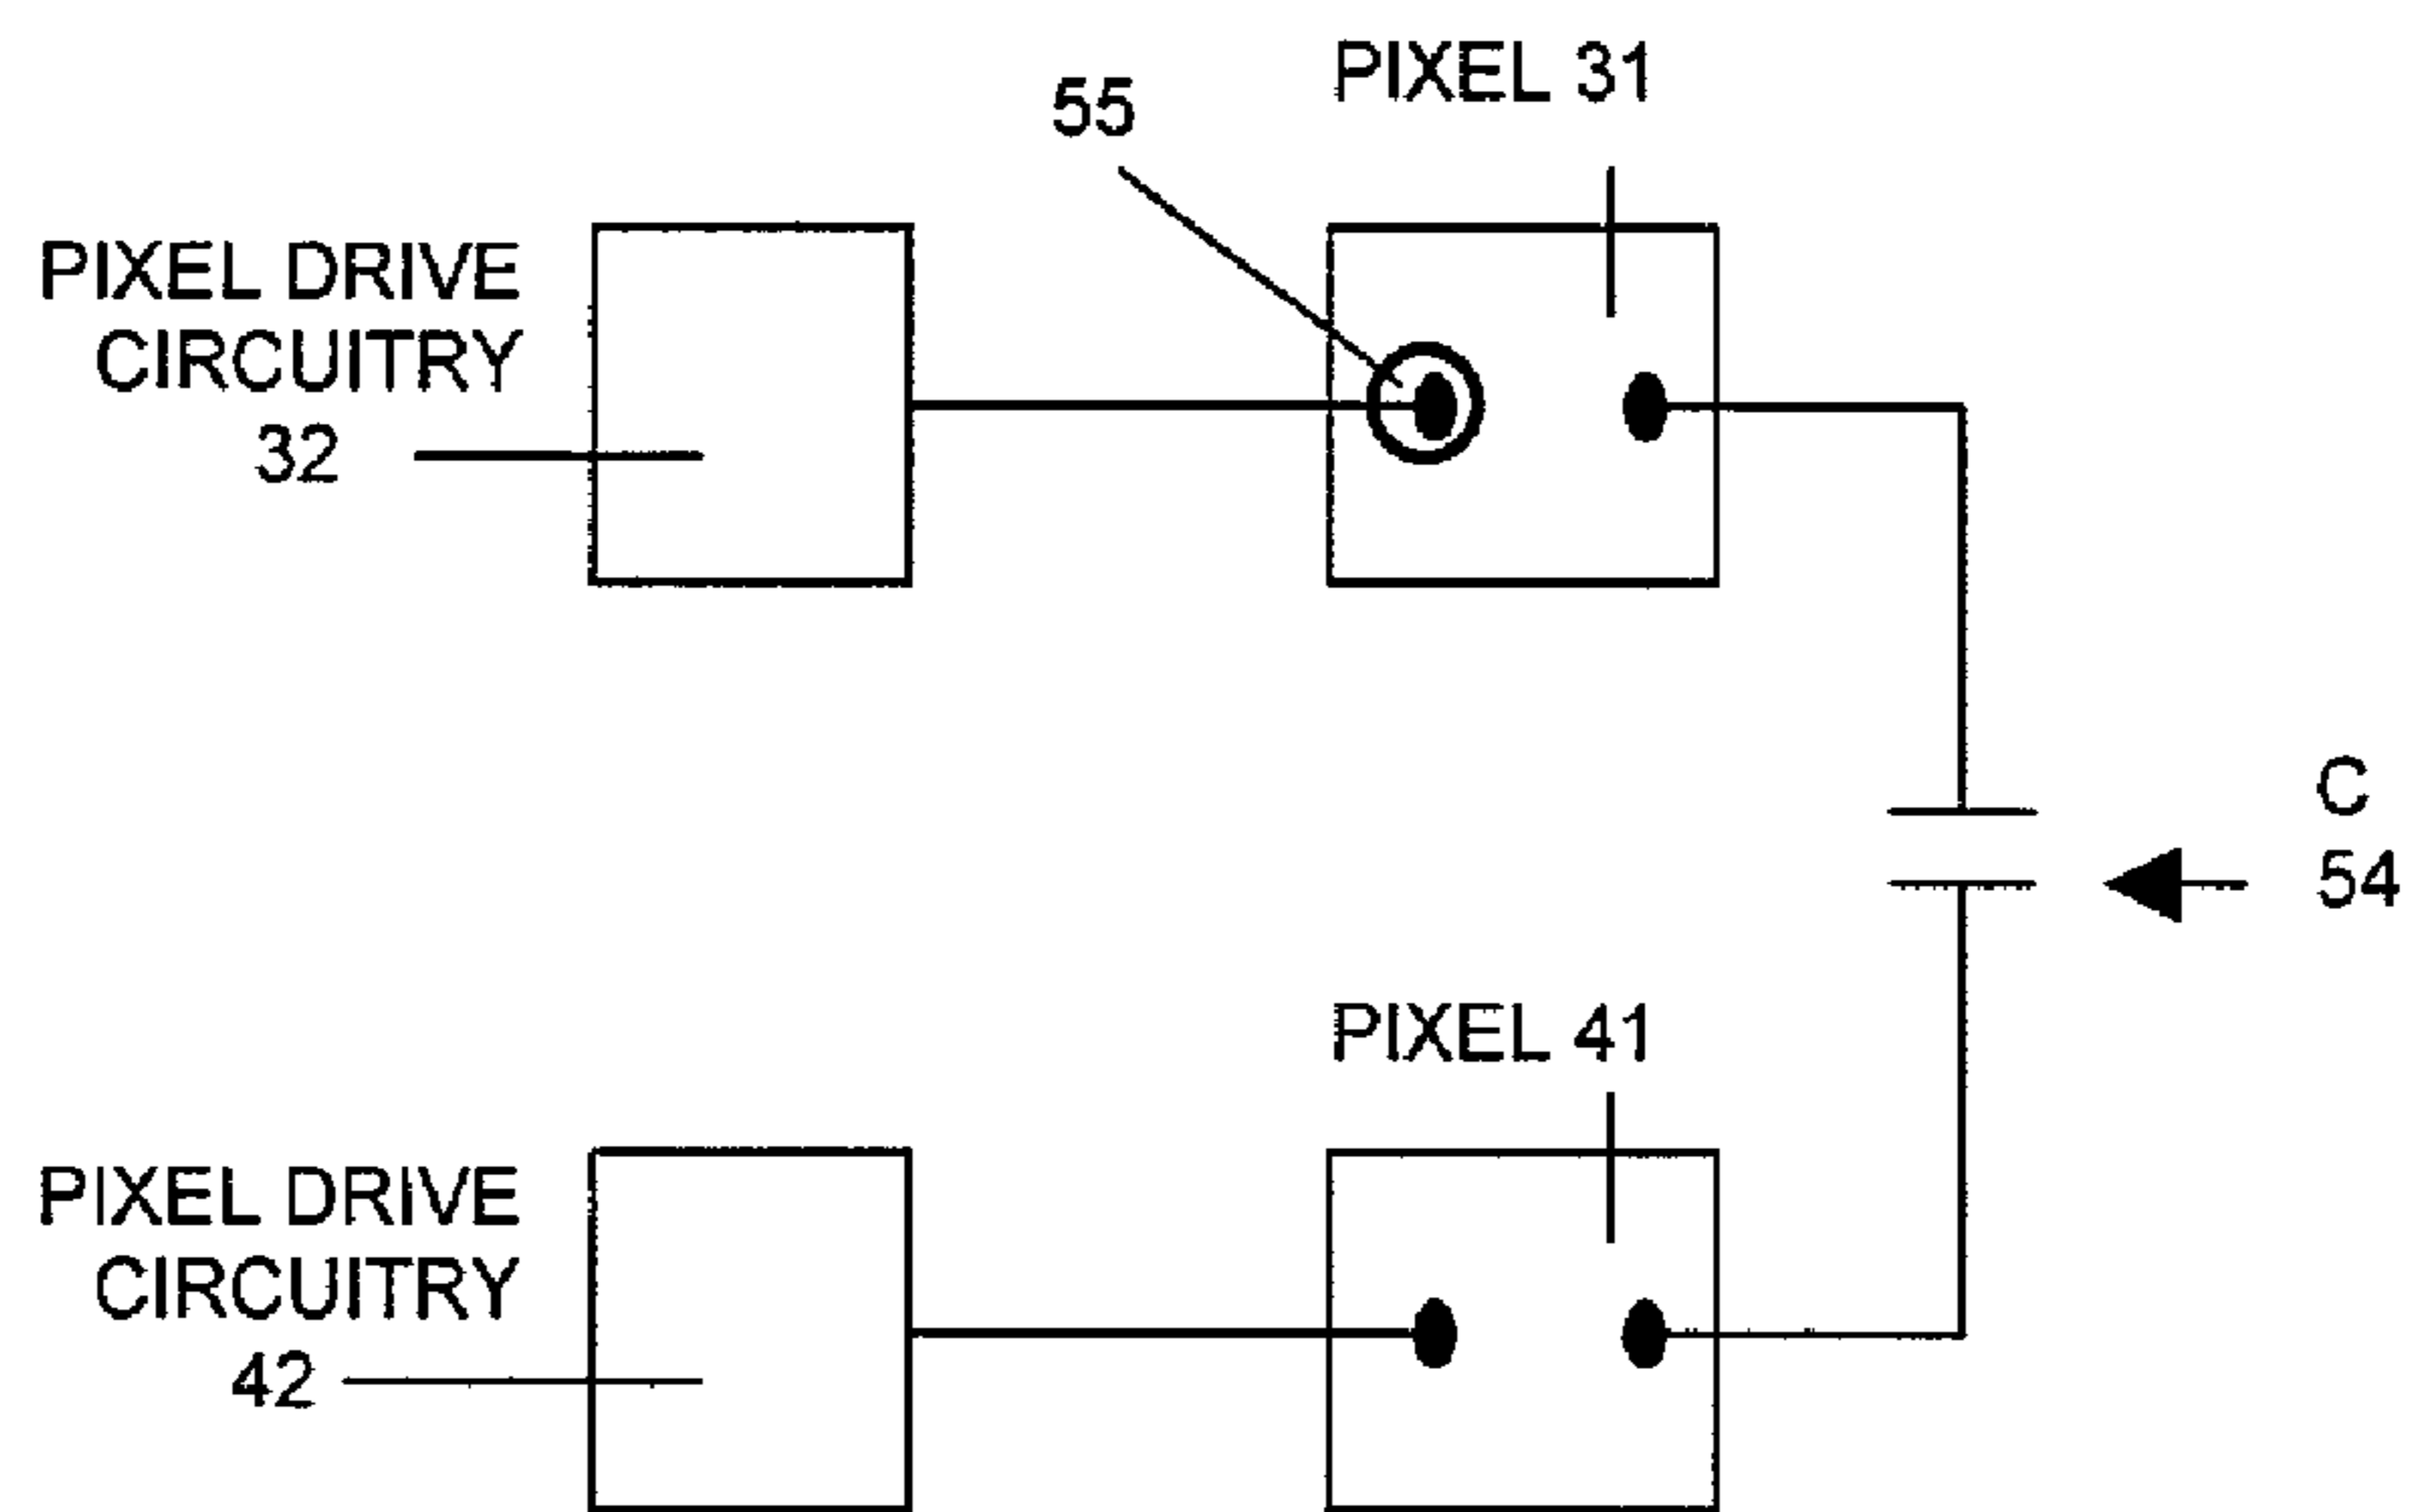 PIXEL 31
55
PIXEL DRIVE
CIRCUITRY
32
C
54
PIXEL 41
PIXEL DRIVE
CIRCUITRY
42